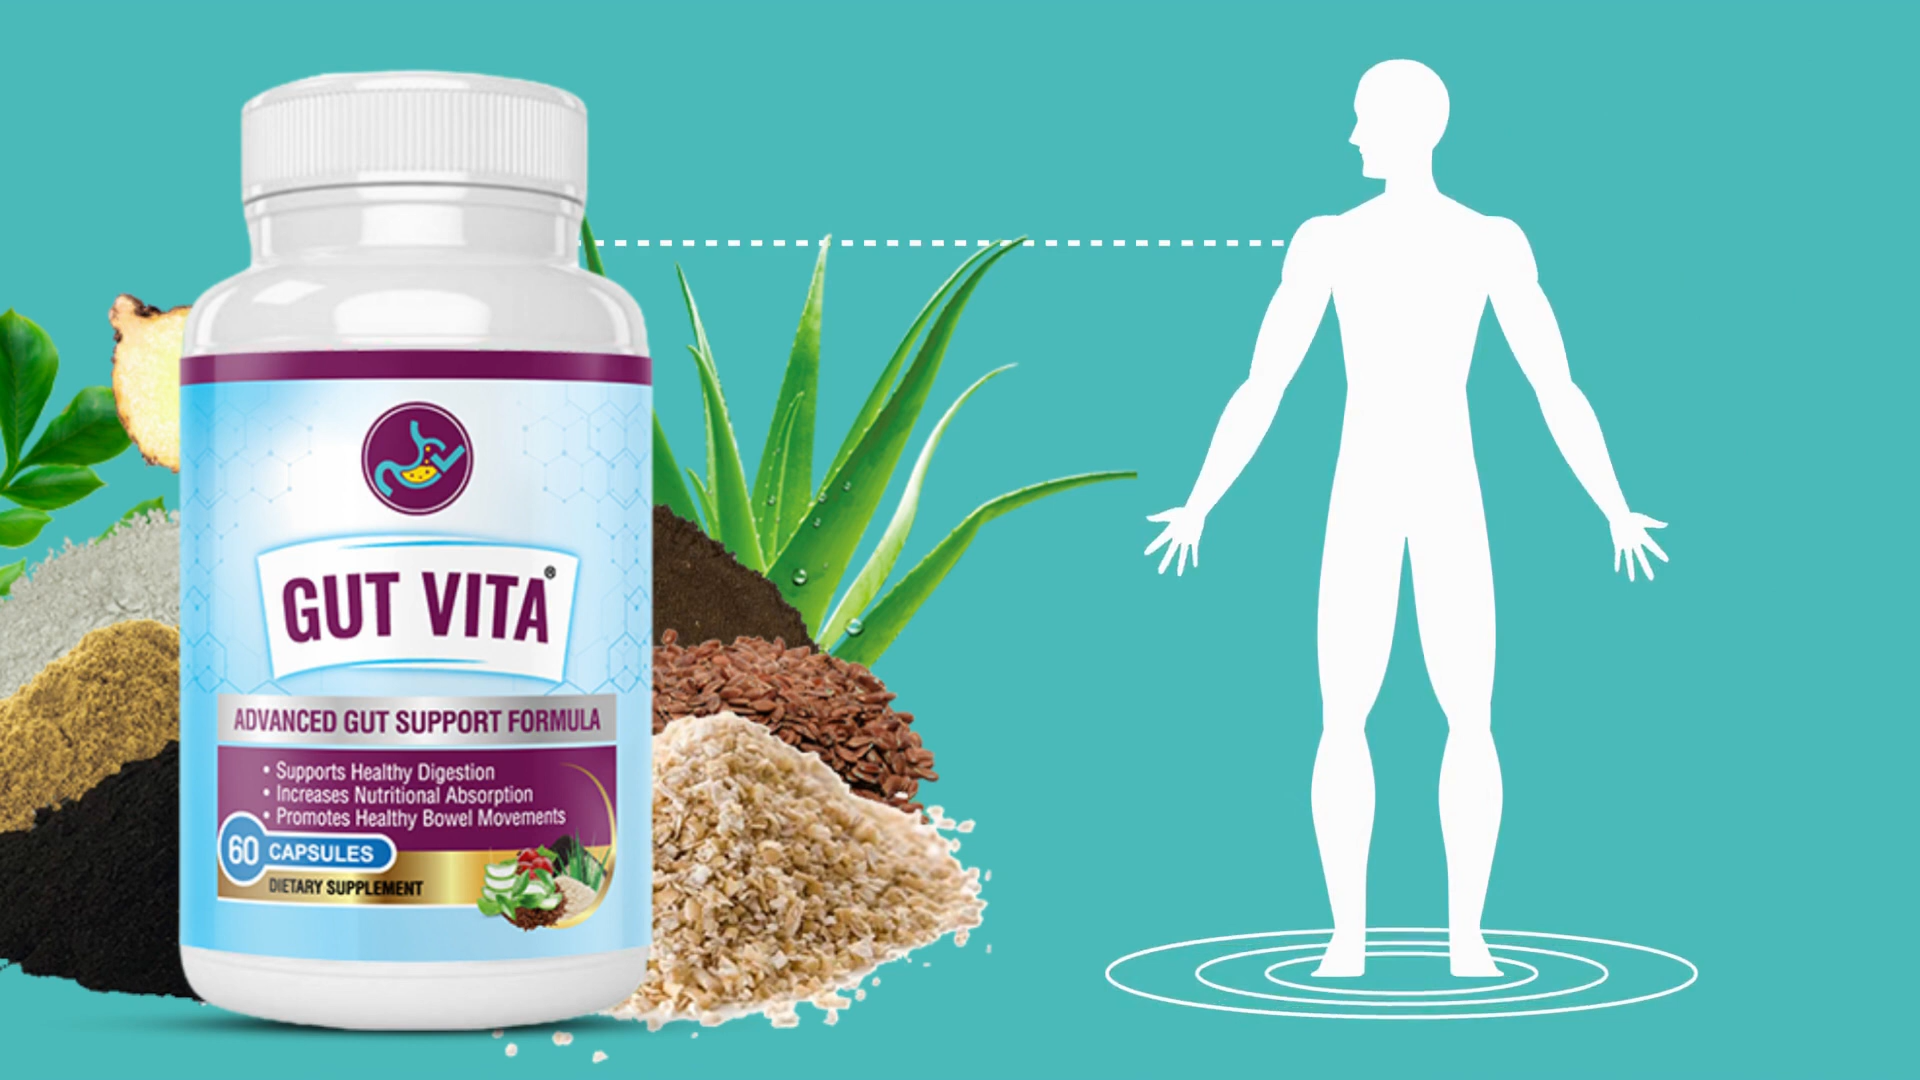 GUT VITA®
ADVANCED GUT SUPPORT FORMULA
• Supports Healthy Digestion
• Increases Nutritional Absorption
• Promotes Healthy Bowel Movements
60 CAPSULES
DIETARY SUPPLEMENT